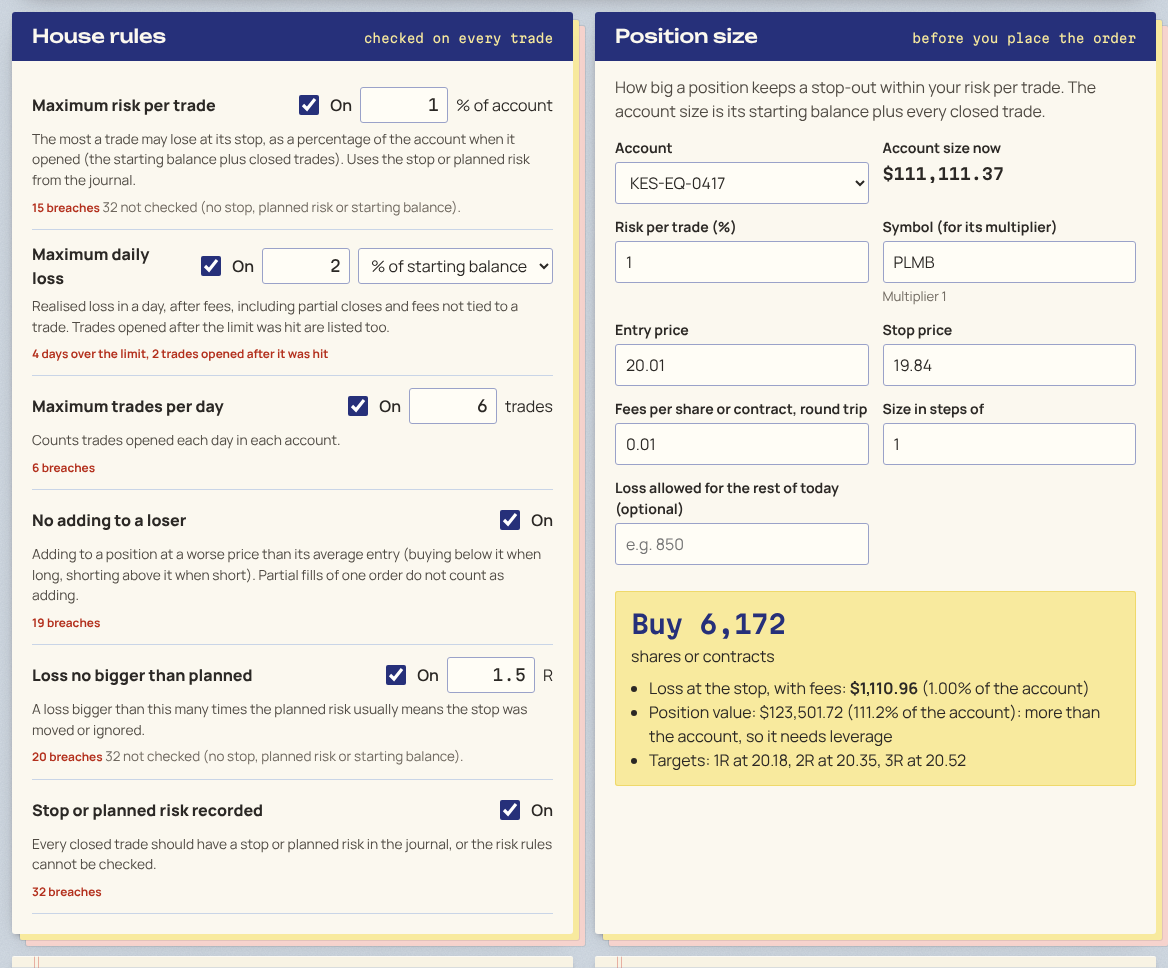 House rules
checked on every trade
Maximum risk per trade
On
1
% of account
The most a trade may lose at its stop, as a percentage of the account when it
opened (the starting balance plus closed trades). Uses the stop or planned risk
from the journal.
15 breaches 32 not checked (no stop, planned risk or starting balance).
Maximum daily
loss
On
2
% of starting balance
Realised loss in a day, after fees, including partial closes and fees not tied to a
trade. Trades opened after the limit was hit are listed too.
4 days over the limit, 2 trades opened after it was hit
Maximum trades per day
On
6
trades
Counts trades opened each day in each account.
6 breaches
No adding to a loser
On
Adding to a position at a worse price than its average entry (buying below it when
long, shorting above it when short). Partial fills of one order do not count as
adding.
19 breaches
Loss no bigger than planned
On
1.5
R
A loss bigger than this many times the planned risk usually means the stop was
moved or ignored.
20 breaches 32 not checked (no stop, planned risk or starting balance).
Stop or planned risk recorded
On
Every closed trade should have a stop or planned risk in the journal, or the risk rules
cannot be checked.
32 breaches
Position size
before you place the order
How big a position keeps a stop-out within your risk per trade. The
account size is its starting balance plus every closed trade.
Account
KES-EQ-0417
Account size now
$111,111.37
Risk per trade (%)
1
Symbol (for its multiplier)
PLMB
Multiplier 1
Entry price
20.01
Stop price
19.84
Fees per share or contract, round trip
0.01
Size in steps of
1
Loss allowed for the rest of today
(optional)
e.g. 850
Buy 6,172
shares or contracts
Loss at the stop, with fees: $1,110.96 (1.00% of the account)
Position value: $123,501.72 (111.2% of the account): more than
the account, so it needs leverage
Targets: 1R at 20.18, 2R at 20.35, 3R at 20.52